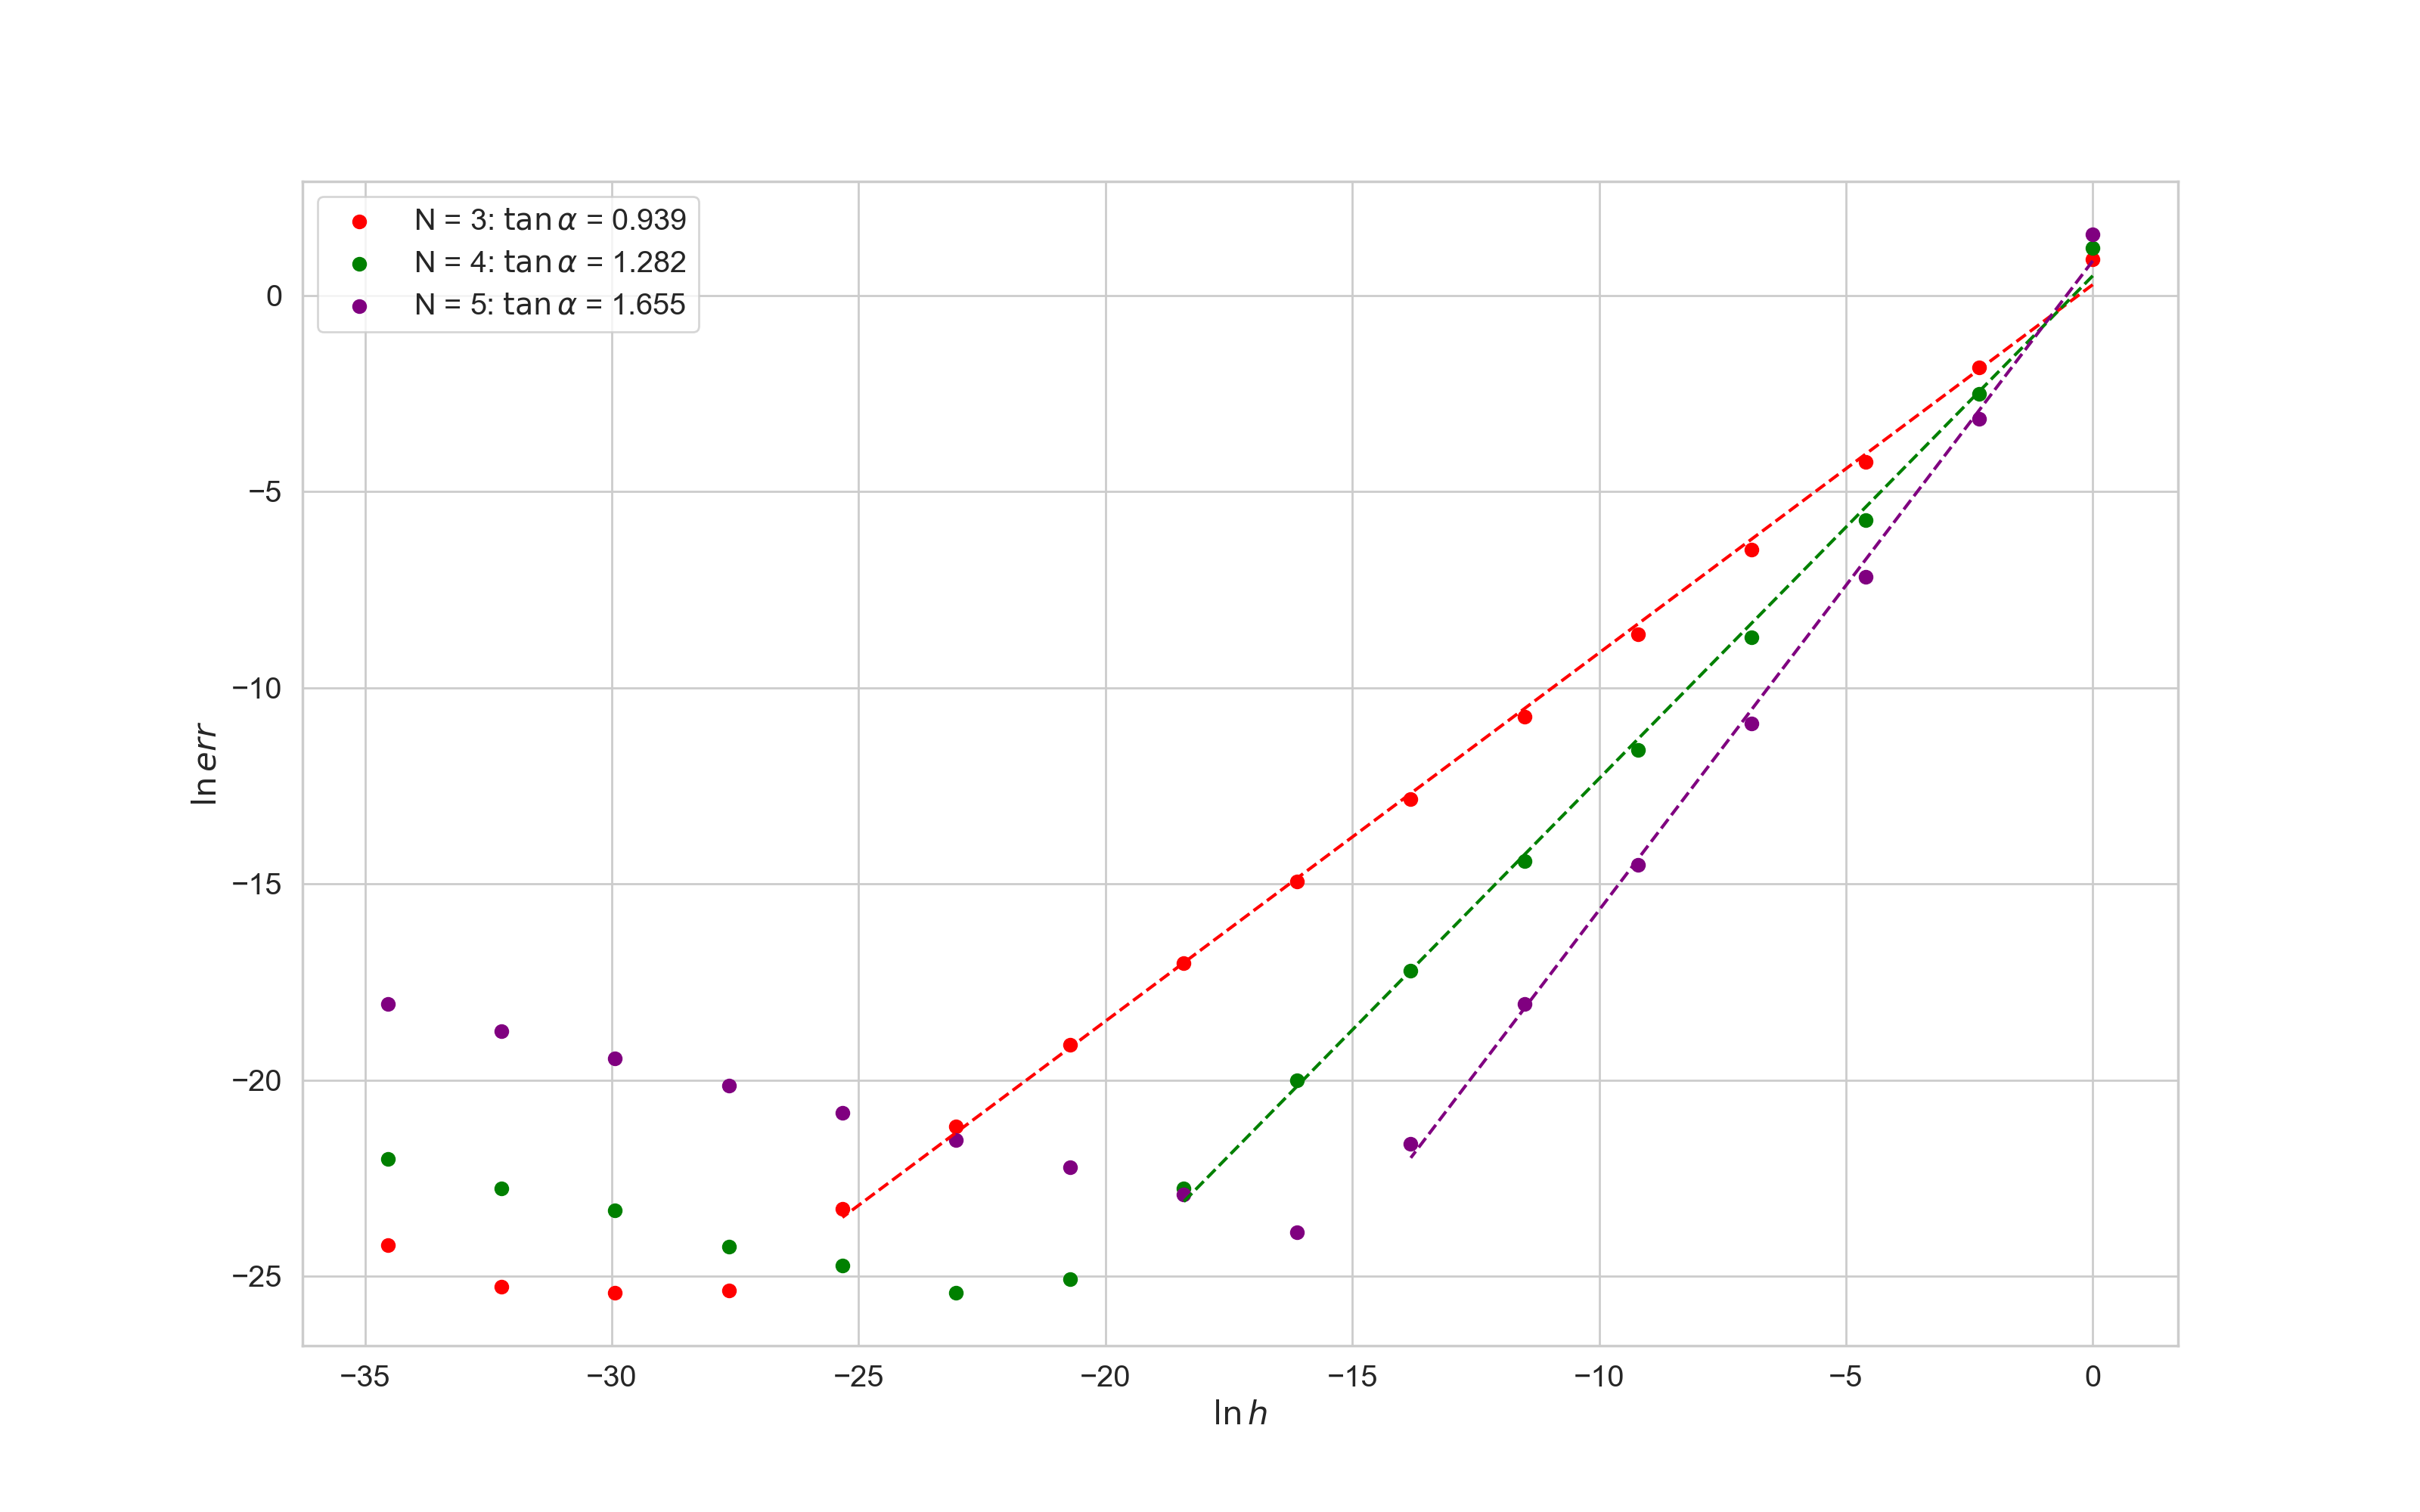 N = 3: tan α = 0.939
N = 4: tan α = 1.282
N = 5: tan α = 1.655
0
−5
−10
−15
−20
−25
ln err
−35 −30 −25 −20 −15 −10 −5 0
ln h